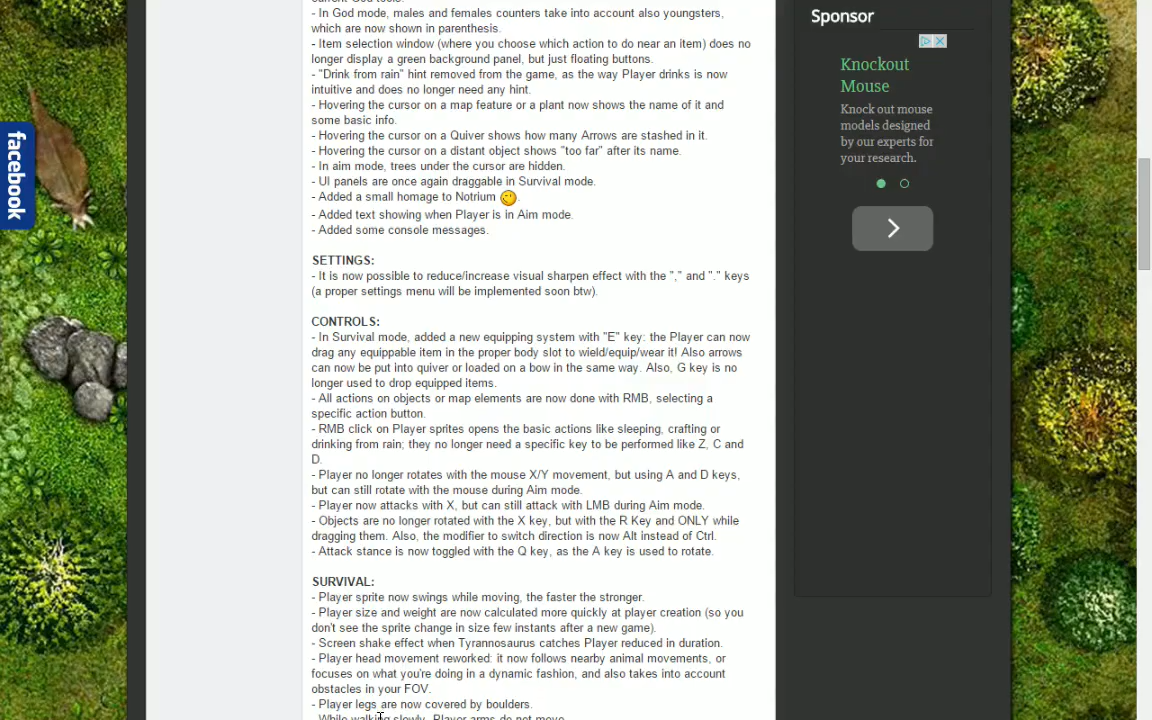 current God tools.
- In God mode, males and females counters take into account also youngsters,
which are now shown in parenthesis.
- Item selection window (where you choose which action to do near an item) does no
longer display a green background panel, but just floating buttons.
- "Drink from rain" hint removed from the game, as the way Player drinks is now
intuitive and does no longer need any hint.
- Hovering the cursor on a map feature or a plant now shows the name of it and
some basic info.
- Hovering the cursor on a Quiver shows how many Arrows are stashed in it.
- Hovering the cursor on a distant object shows "too far" after its name.
- In aim mode, trees under the cursor are hidden.
- UI panels are once again draggable in Survival mode.
- Added a small homage to Notrium .
- Added text showing when Player is in Aim mode.
- Added some console messages.
SETTINGS:
- It is now possible to reduce/increase visual sharpen effect with the "," and "." keys
(a proper settings menu will be implemented soon btw).
CONTROLS:
- In Survival mode, added a new equipping system with "E" key: the Player can now
drag any equippable item in the proper body slot to wield/equip/wear it! Also arrows
can now be put into quiver or loaded on a bow in the same way. Also, G key is no
longer used to drop equipped items.
- All actions on objects or map elements are now done with RMB, selecting a
specific action button.
- RMB click on Player sprites opens the basic actions like sleeping, crafting or
drinking from rain; they no longer need a specific key to be performed like Z, C and
D.
- Player no longer rotates with the mouse X/Y movement, but using A and D keys,
but can still rotate with the mouse during Aim mode.
- Player now attacks with X, but can still attack with LMB during Aim mode.
- Objects are no longer rotated with the X key, but with the R Key and ONLY while
dragging them. Also, the modifier to switch direction is now Alt instead of Ctrl.
- Attack stance is now toggled with the Q key, as the A key is used to rotate.
SURVIVAL:
- Player sprite now swings while moving, the faster the stronger.
- Player size and weight are now calculated more quickly at player creation (so you
don't see the sprite change in size few instants after a new game).
- Screen shake effect when Tyrannosaurus catches Player reduced in duration.
- Player head movement reworked: it now follows nearby animal movements, or
focuses on what you're doing in a dynamic fashion, and also takes into account
obstacles in your FOV.
- Player legs are now covered by boulders.
- While walking slowly, Player arms do not move.
facebook
Sponsor
Knockout
Mouse
Knock out mouse
models designed
by our experts for
your research.